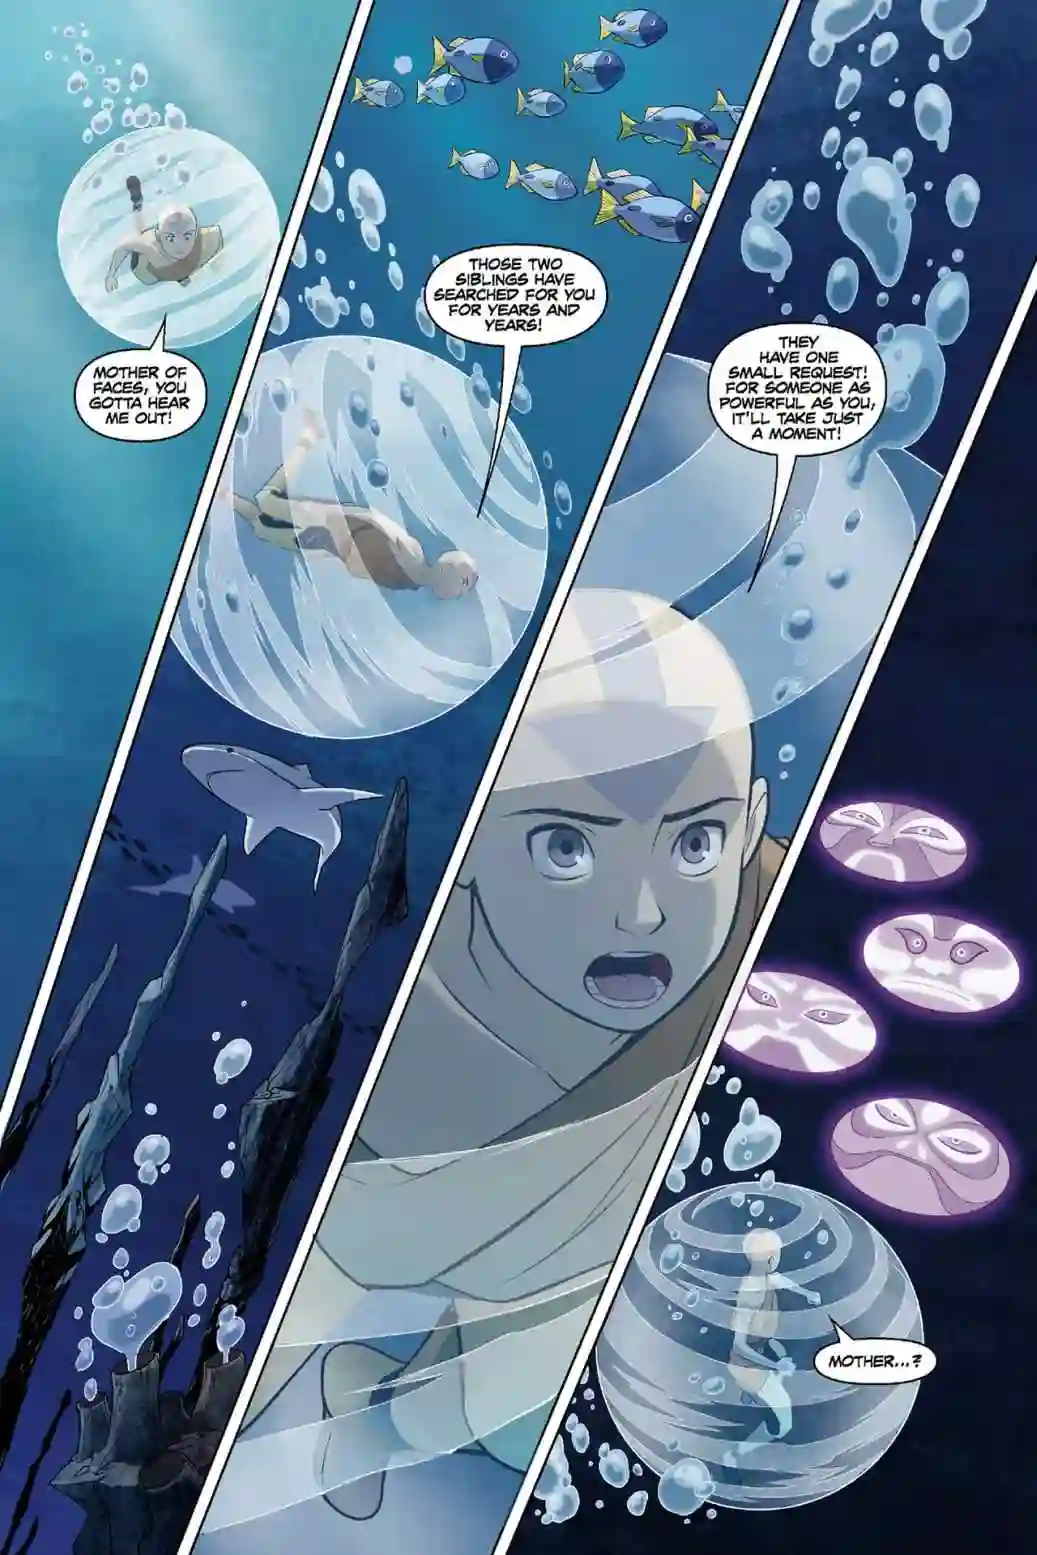 MOTHER OF
FACES, YOU
GOTTA HEAR
ME OUT!
THOSE TWO
SIBLINGS HAVE
SEARCHED FOR YOU
FOR YEARS AND
YEARS!
THEY
HAVE ONE
SMALL REQUEST!
FOR SOMEONE AS
POWERFUL AS YOU,
IT'LL TAKE JUST
A MOMENT!
MOTHER...?